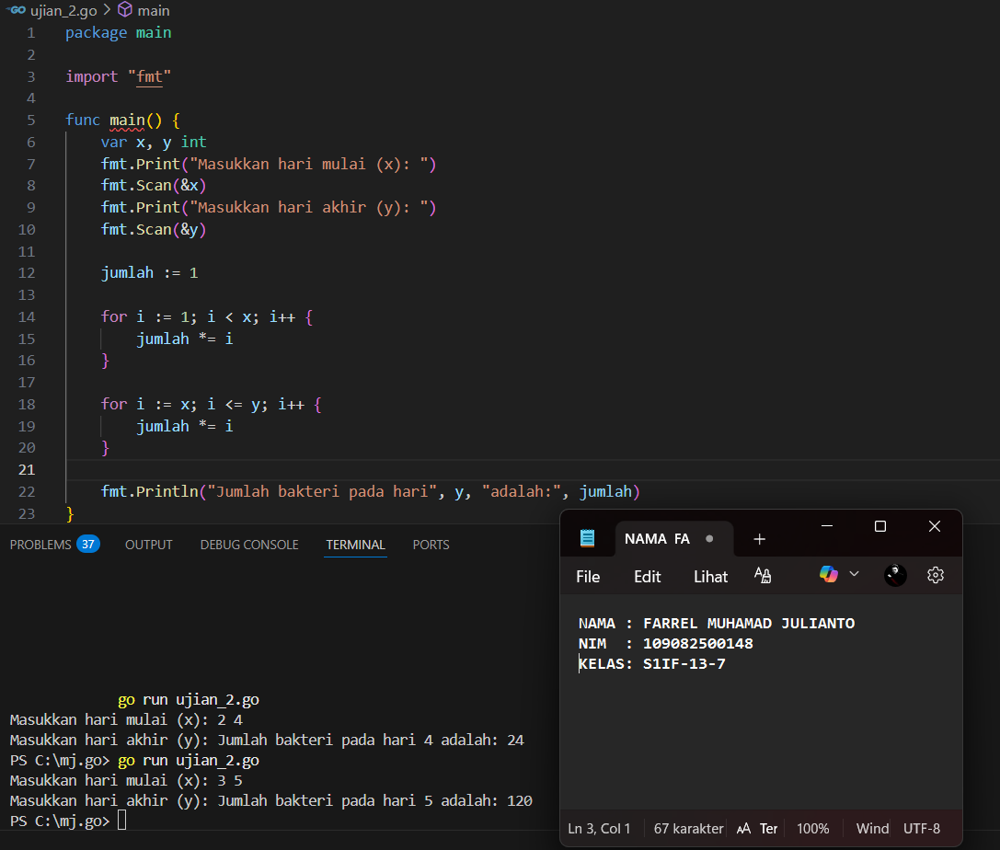 ujian_2.go > main
1 package main
2
3 import "fmt"
4
5 func main() {
6 var x, y int
7 fmt.Print("Masukkan hari mulai (x): ")
8 fmt.Scan(&x)
9 fmt.Print("Masukkan hari akhir (y): ")
10 fmt.Scan(&y)
11
12 jumlah := 1
13
14 for i := 1; i < x; i++ {
15 jumlah *= i
16 }
17
18 for i := x; i <= y; i++ {
19 jumlah *= i
20 }
21
22 fmt.Println("Jumlah bakteri pada hari", y, "adalah:", jumlah)
23 }
PROBLEMS 37 OUTPUT DEBUG CONSOLE TERMINAL PORTS
go run ujian_2.go
Masukkan hari mulai (x): 2 4
Masukkan hari akhir (y): Jumlah bakteri pada hari 4 adalah: 24
PS C:\mj.go> go run ujian_2.go
Masukkan hari mulai (x): 3 5
Masukkan hari akhir (y): Jumlah bakteri pada hari 5 adalah: 120
PS C:\mj.go>
NAMA FA
File Edit Lihat
NAMA : FARREL MUHAMAD JULIANTO
NIM : 109082500148
KELAS: S1IF-13-7
Ln 3, Col 1 67 karakter Ter 100% Wind UTF-8